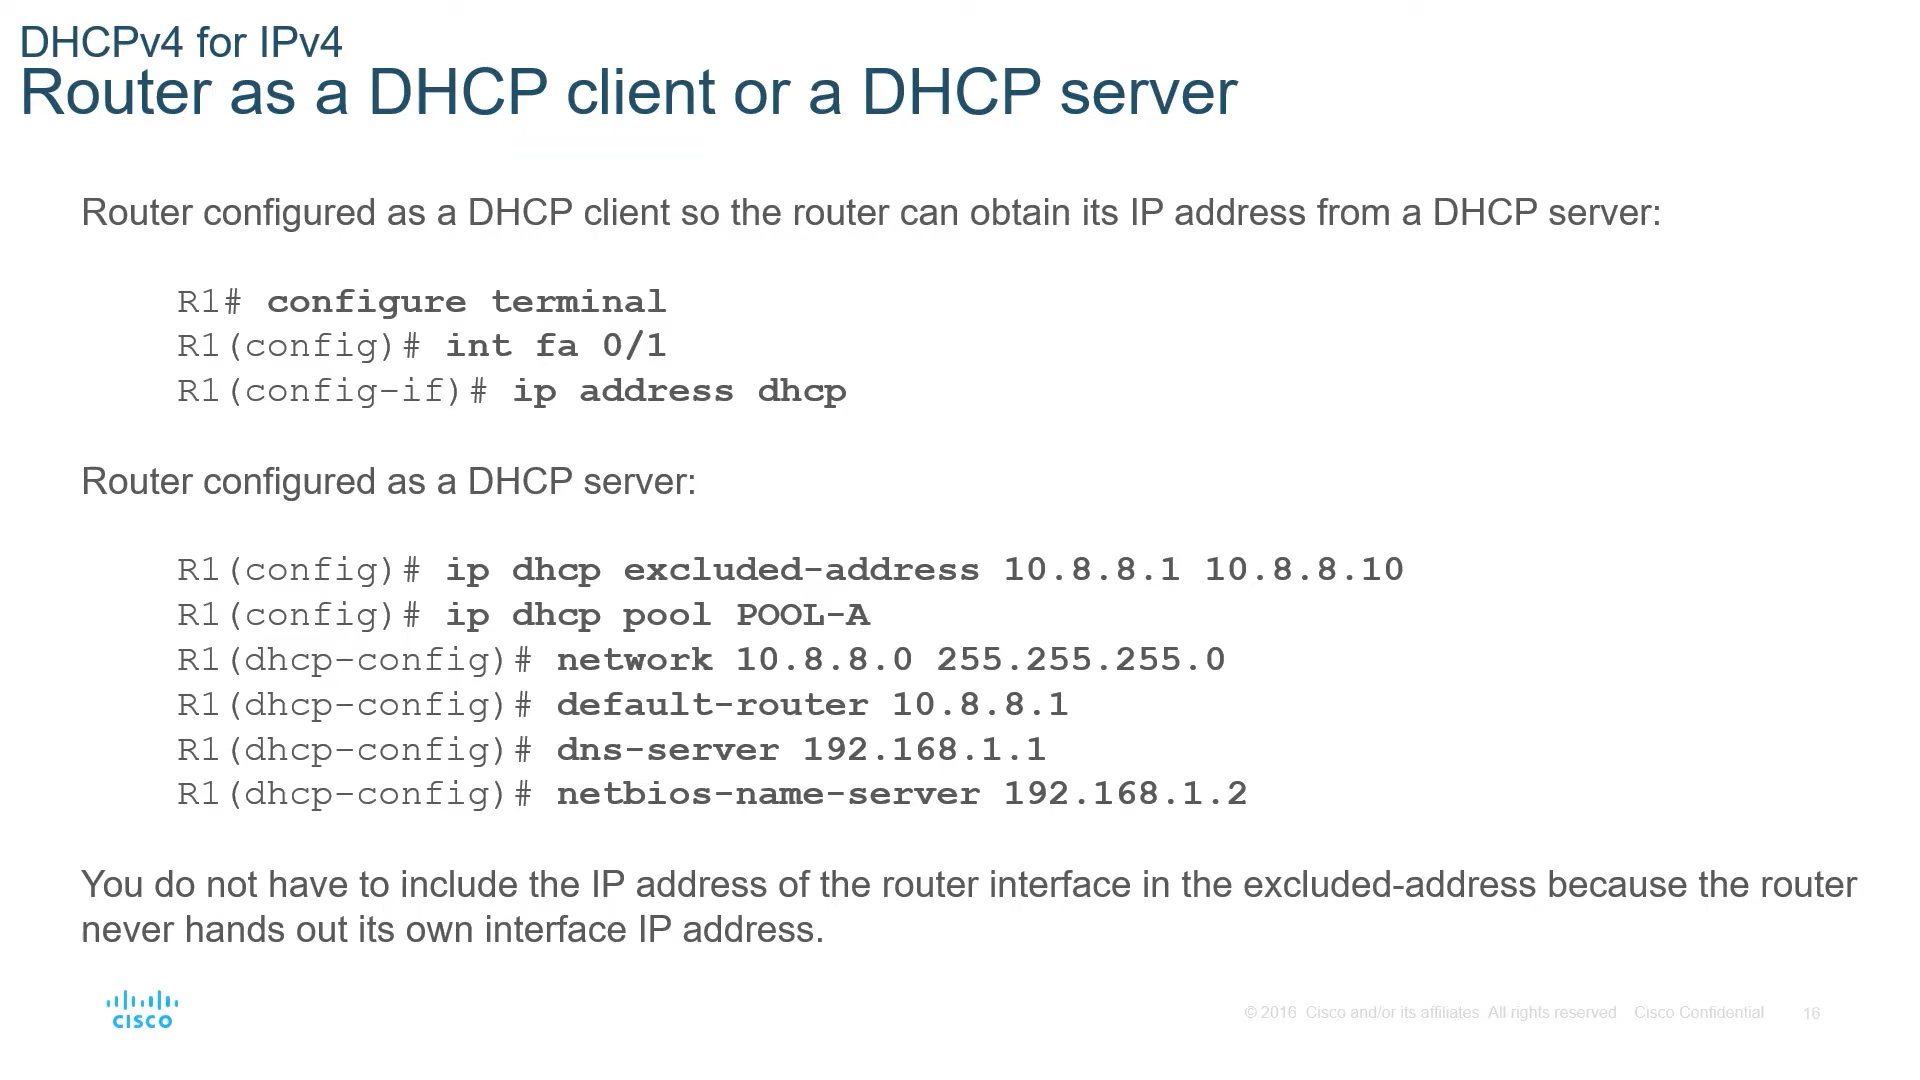 DHCPv4 for IPv4
Router as a DHCP client or a DHCP server
Router configured as a DHCP client so the router can obtain its IP address from a DHCP server:
R1# configure terminal
R1(config)# int fa 0/1
R1(config-if)# ip address dhcp
Router configured as a DHCP server:
R1(config)# ip dhcp excluded-address 10.8.8.1 10.8.8.10
R1(config)# ip dhcp pool POOL-A
R1(dhcp-config)# network 10.8.8.0 255.255.255.0
R1(dhcp-config)# default-router 10.8.8.1
R1(dhcp-config)# dns-server 192.168.1.1
R1(dhcp-config)# netbios-name-server 192.168.1.2
You do not have to include the IP address of the router interface in the excluded-address because the router
never hands out its own interface IP address.
CISCO
© 2016 Cisco and/or its affiliates All rights reserved Cisco Confidential 16